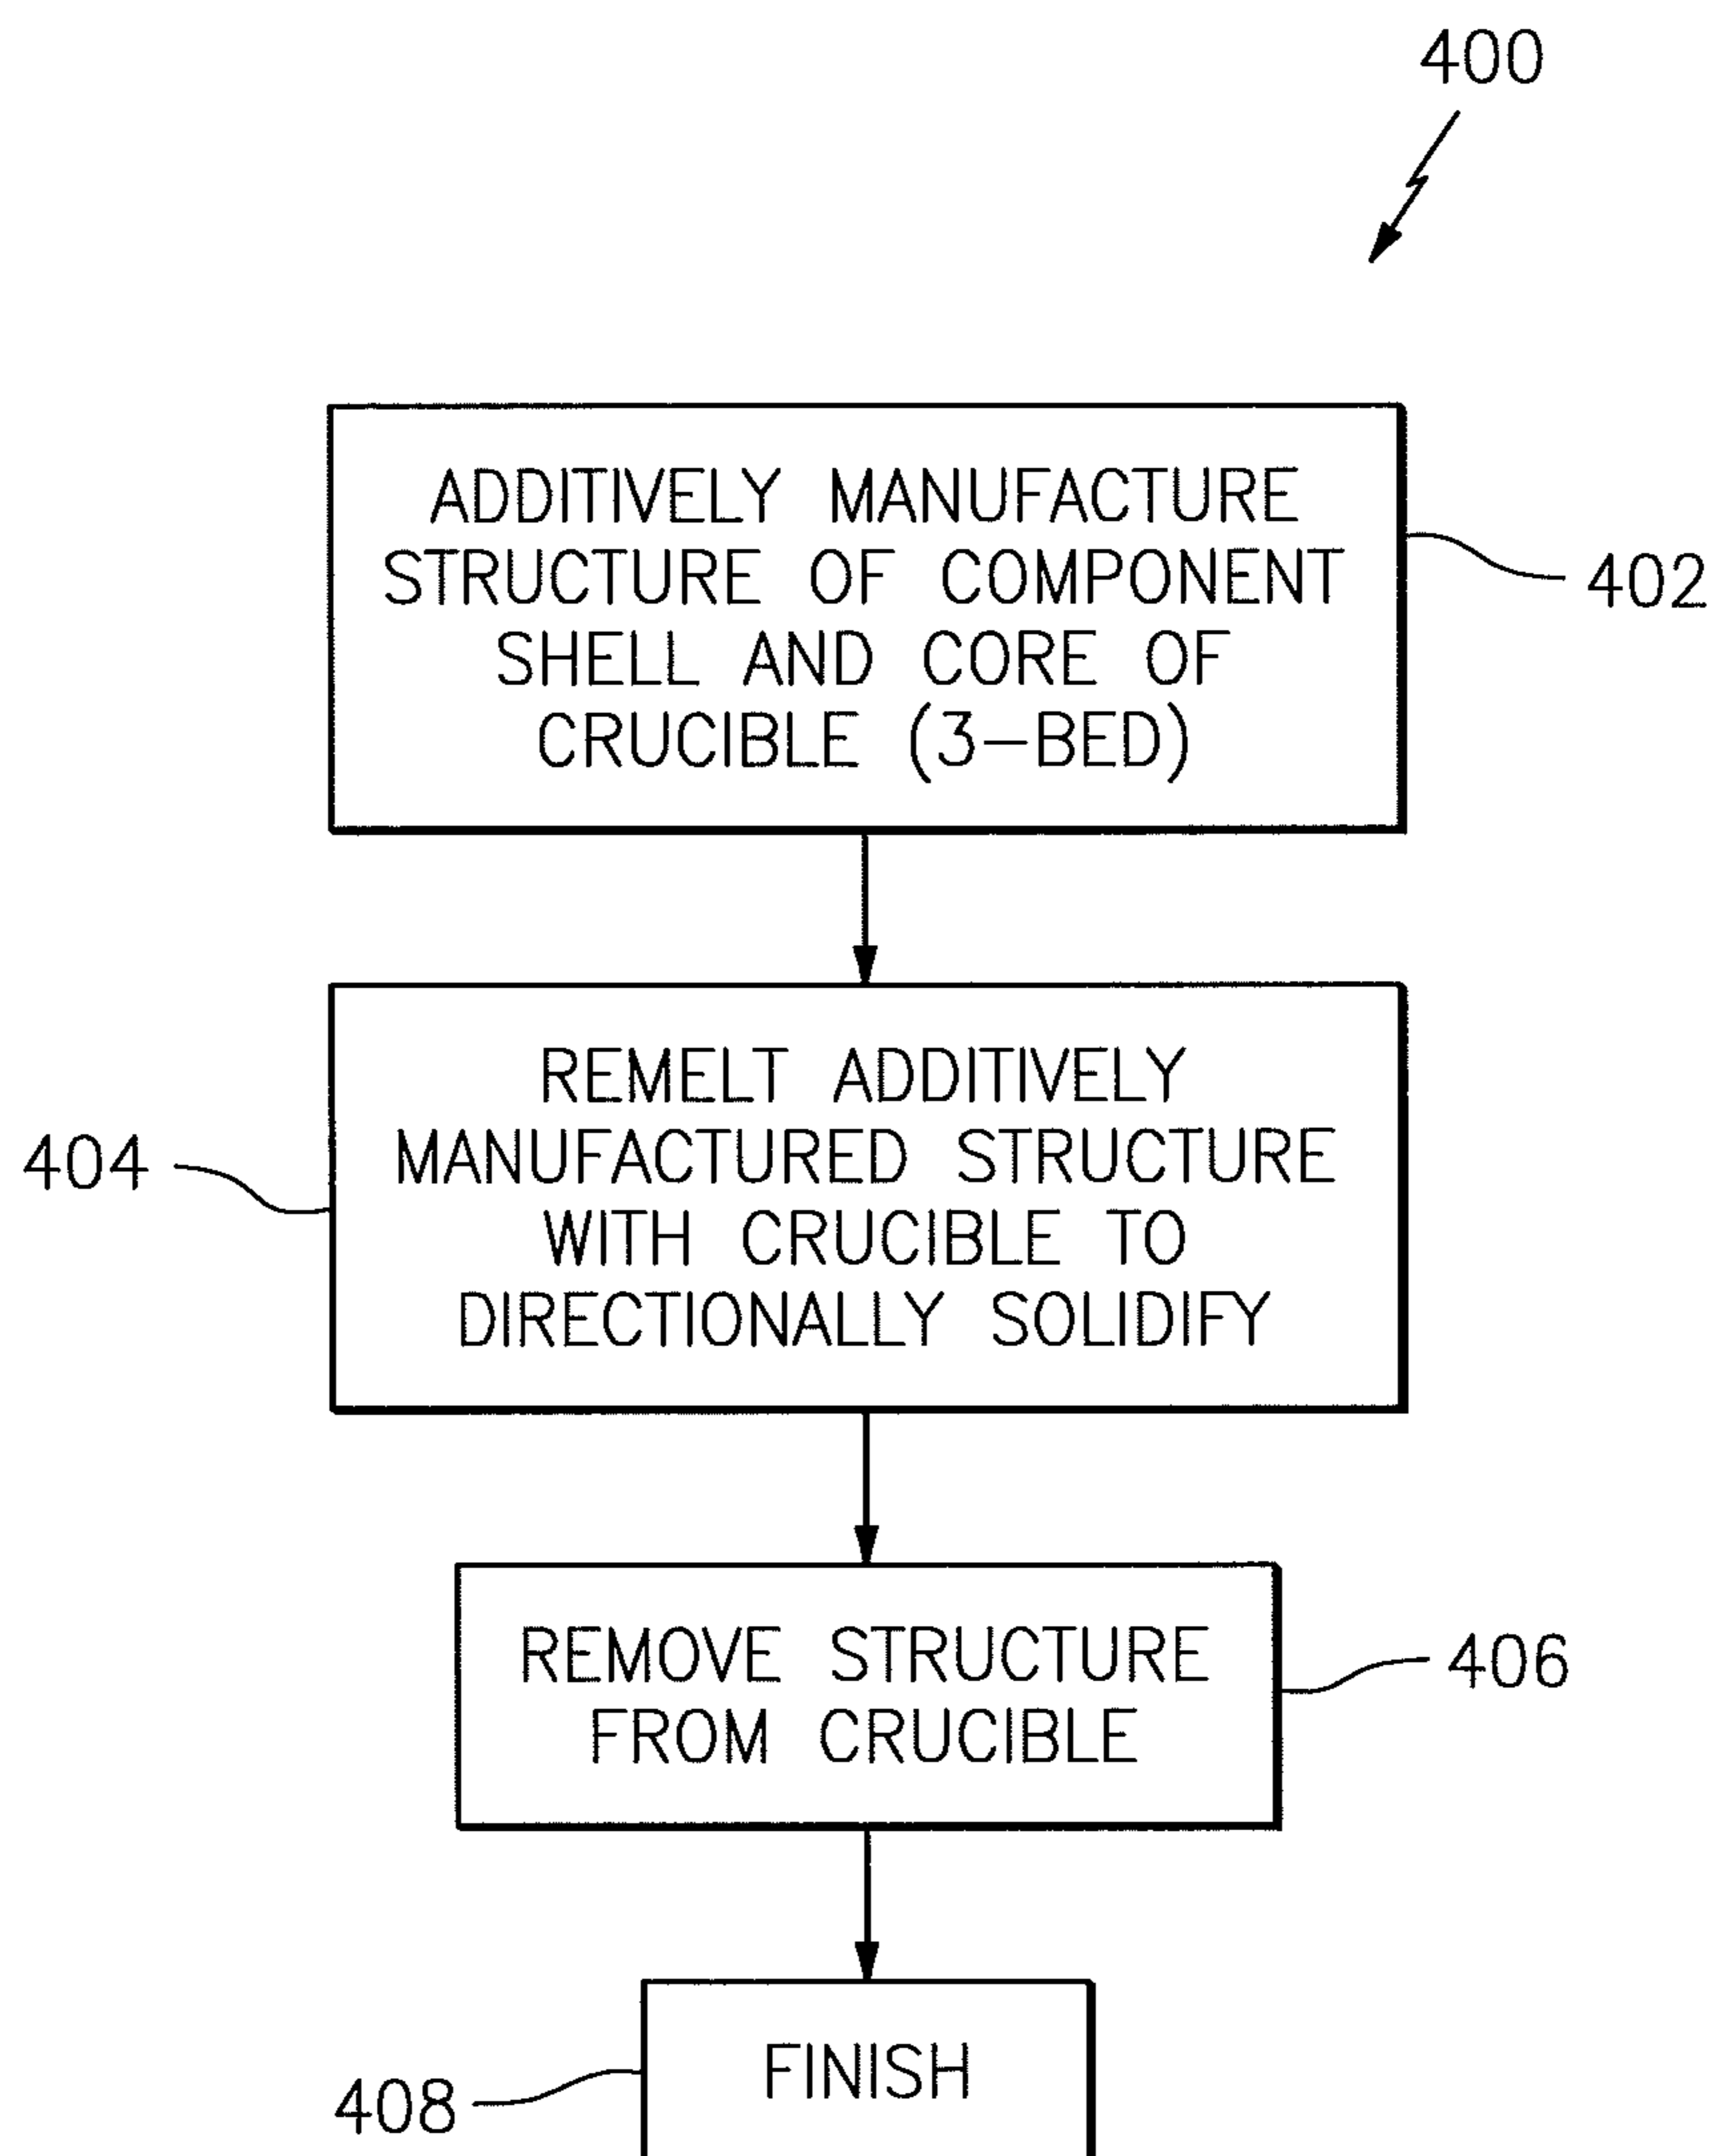 400
ADDITIVELY MANUFACTURE
STRUCTURE OF COMPONENT
SHELL AND CORE OF
CRUCIBLE (3-BED)
402
REMELT ADDITIVELY
MANUFACTURED STRUCTURE
WITH CRUCIBLE TO
DIRECTIONALLY SOLIDIFY
404
REMOVE STRUCTURE
FROM CRUCIBLE
406
FINISH
408